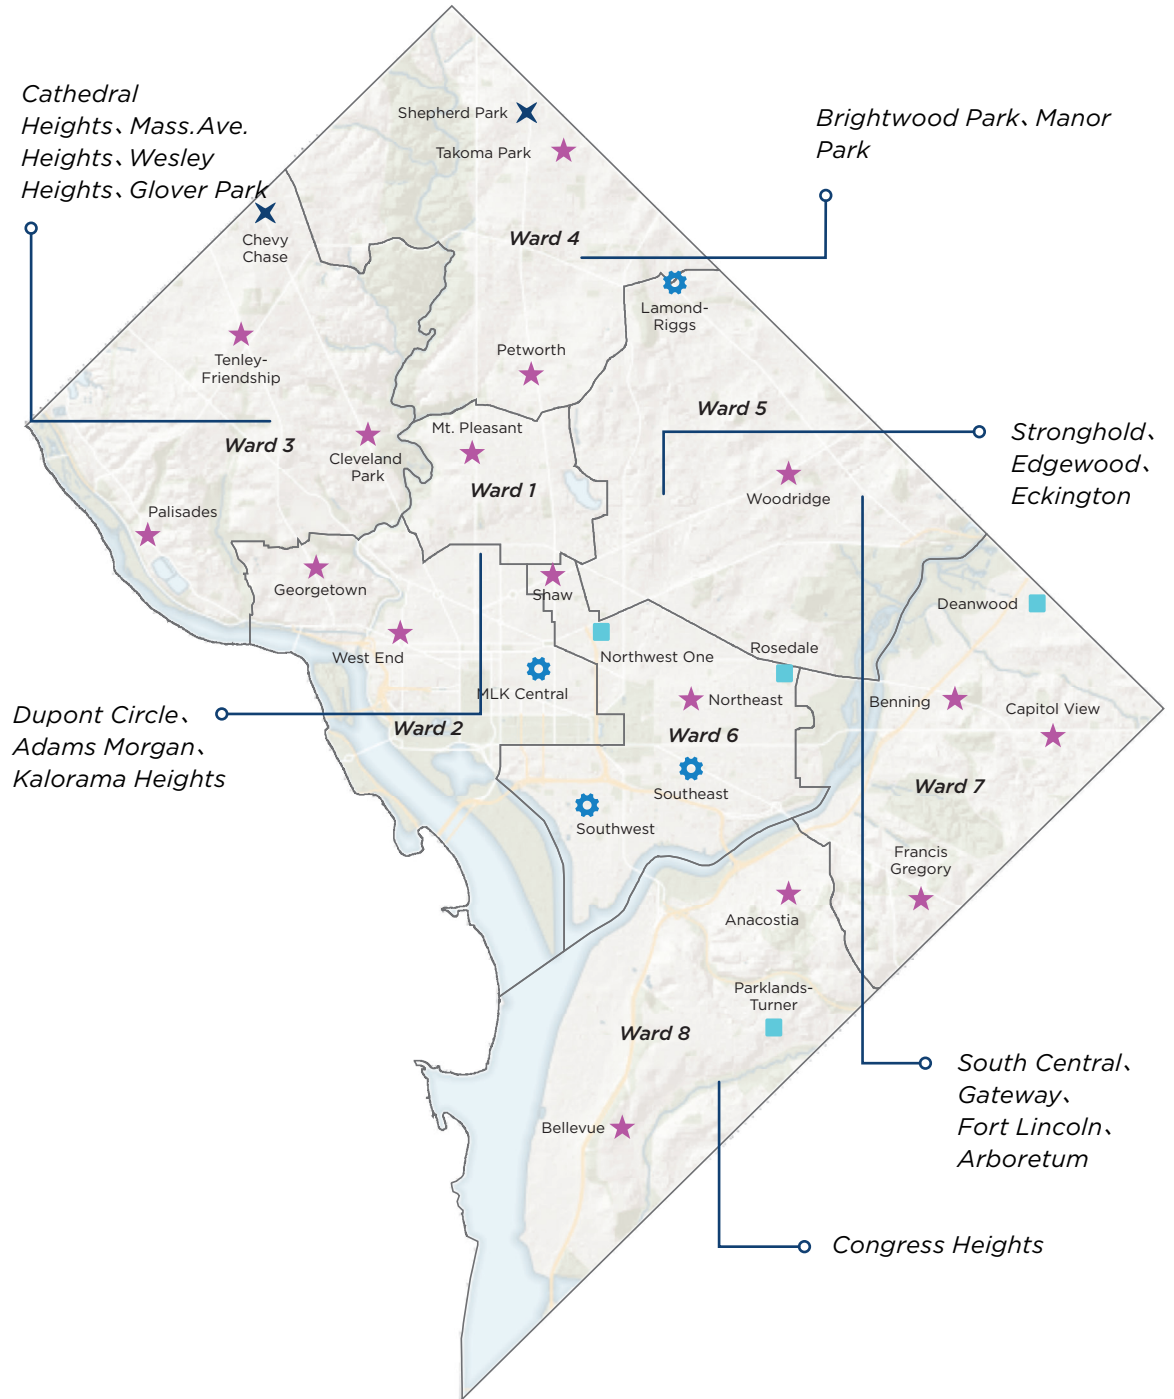 Cathedral
Heights、Mass.Ave.
Heights、Wesley
Heights、Glover Park
Shepherd Park
Takoma Park
Brightwood Park、Manor
Park
Chevy
Chase
Ward 4
Lamond-
Riggs
Tenley-
Friendship
Petworth
Ward 5
Ward 3
Cleveland
Park
Mt. Pleasant
Ward 1
Stronghold、
Edgewood、
Eckington
Woodridge
Palisades
Georgetown
Shaw
Deanwood
West End
Northwest One
Rosedale
MLK Central
Northeast
Benning
Capitol View
Dupont Circle、
Adams Morgan、
Kalorama Heights
Ward 2
Ward 6
Southeast
Ward 7
Southwest
Francis
Gregory
Anacostia
Parklands-
Turner
Ward 8
South Central、
Gateway、
Fort Lincoln、
Arboretum
Bellevue
Congress Heights